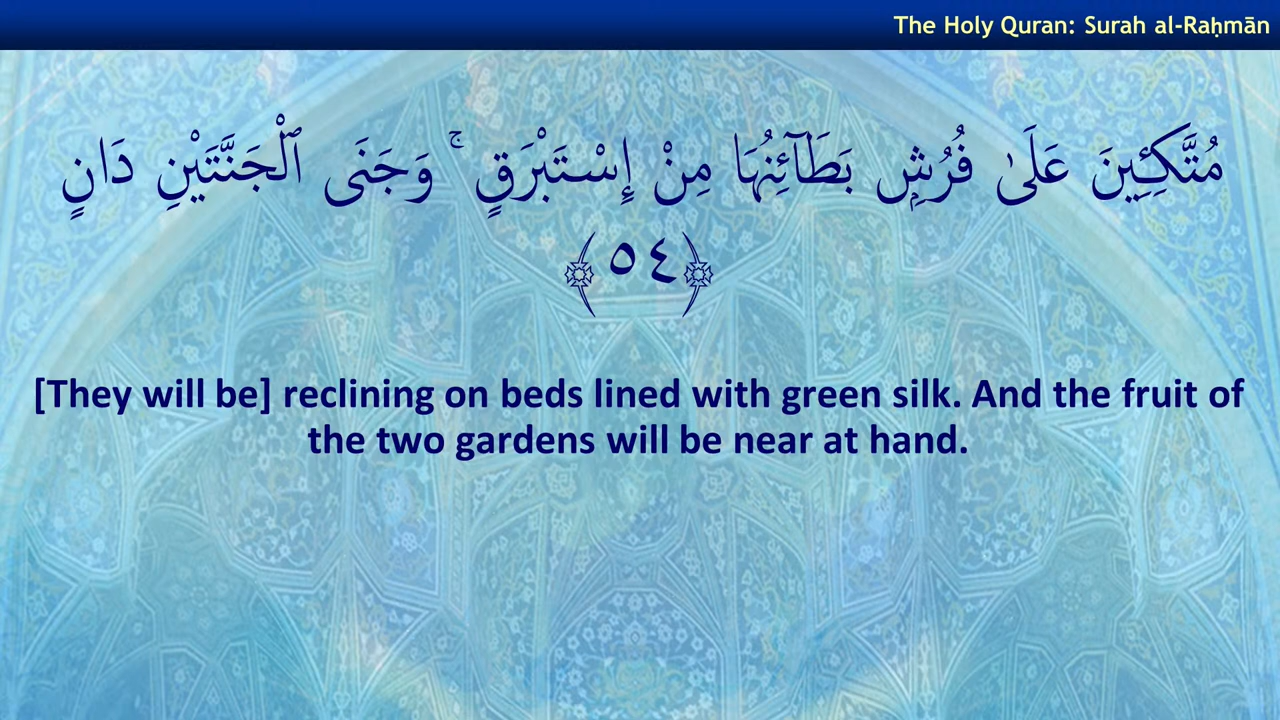 The Holy Quran: Surah al-Raḥmān
مُتَّكِـِٔينَ عَلَىٰ فُرُشٍۭ بَطَآئِنُهَا مِنْ إِسْتَبْرَقٍ ۚ وَجَنَى ٱلْجَنَّتَيْنِ دَانٍ
﴿٥٤﴾
[They will be] reclining on beds lined with green silk. And the fruit of
the two gardens will be near at hand.